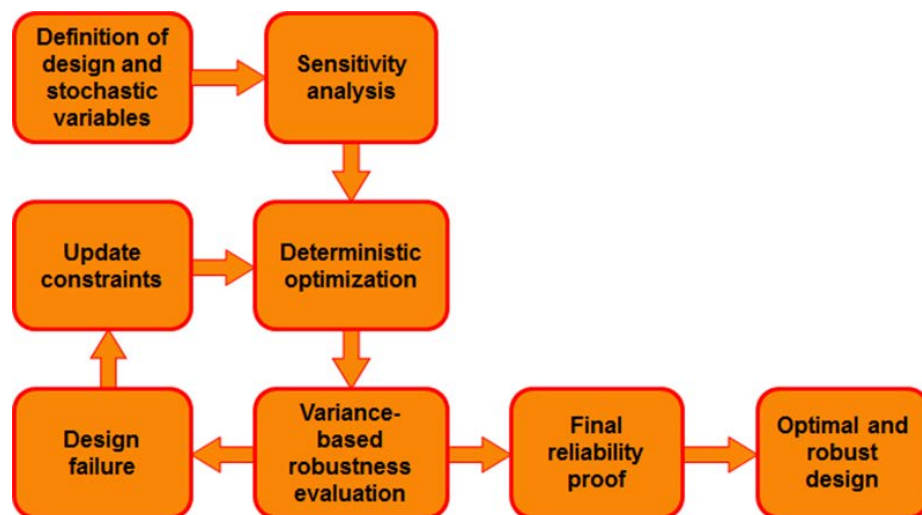 Definition of
design and
stochastic
variables
Sensitivity
analysis
Update
constraints
Deterministic
optimization
Design
failure
Variance-
based
robustness
evaluation
Final
reliability
proof
Optimal and
robust
design